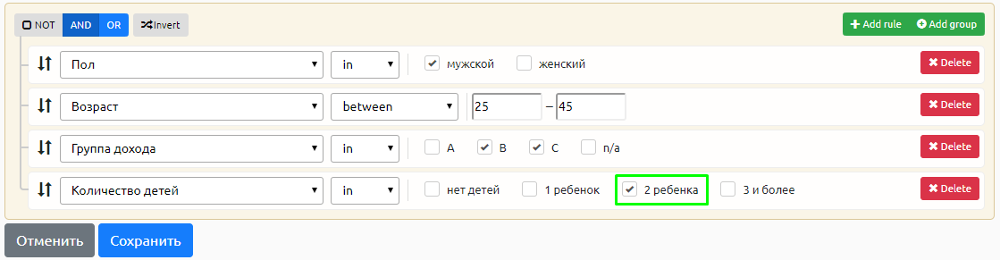 NOT AND OR Invert Add rule Add group
Пол in мужской женский Delete
Возраст between 25 – 45 Delete
Группа дохода in A B C n/a Delete
Количество детей in нет детей 1 ребенок 2 ребенка 3 и более Delete
Отменить Сохранить